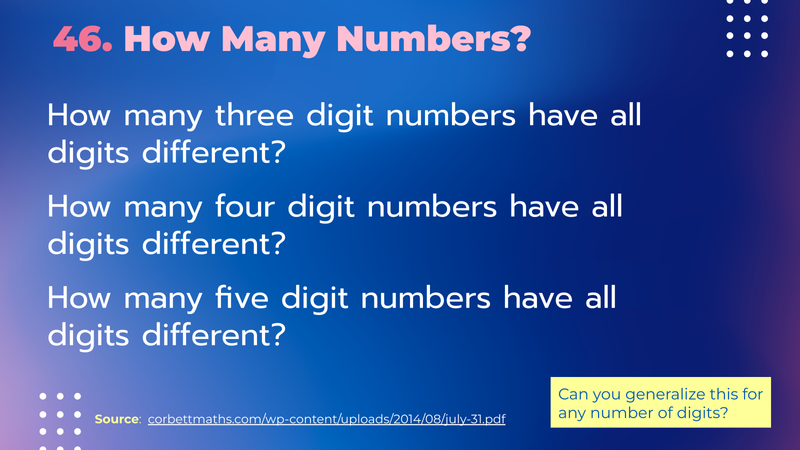 46. How Many Numbers?
How many three digit numbers have all
digits different?
How many four digit numbers have all
digits different?
How many five digit numbers have all
digits different?
Can you generalize this for
any number of digits?
Source: corbettmaths.com/wp-content/uploads/2014/08/july-31.pdf